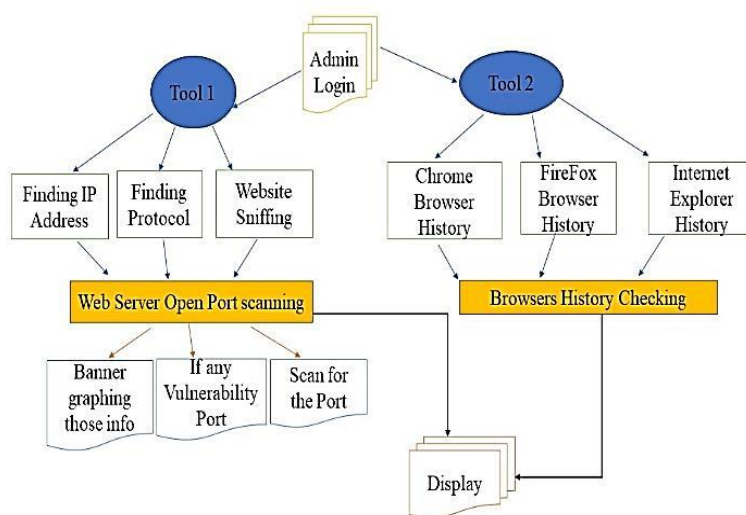 Admin
Login
Tool 1
Tool 2
Finding IP
Address
Finding
Protocol
Website
Sniffing
Chrome
Browser
History
FireFox
Browser
History
Internet
Explorer
History
Web Server Open Port scanning
Browsers History Checking
Banner
graphing
those info
If any
Vulnerability
Port
Scan for
the Port
Display